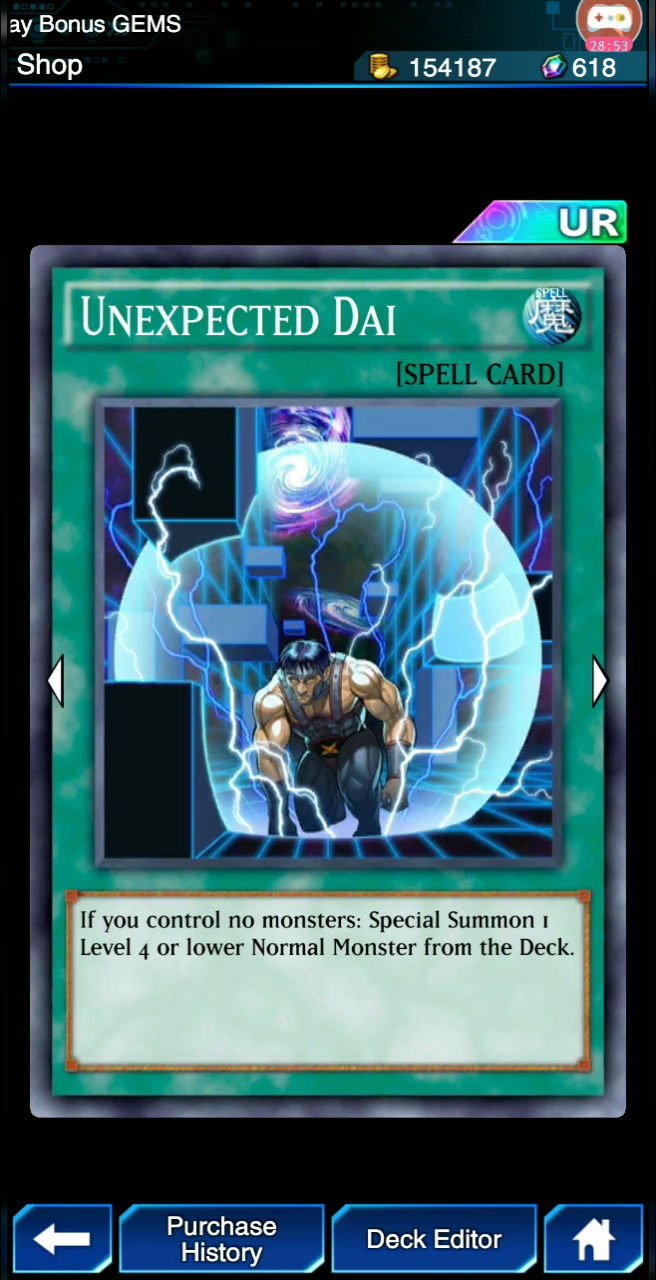 ay Bonus GEMS
28:53
Shop
154187
618
UR
UNEXPECTED DAI
SPELL
魔
[SPELL CARD]
If you control no monsters: Special Summon 1
Level 4 or lower Normal Monster from the Deck.
Purchase
History
Deck Editor